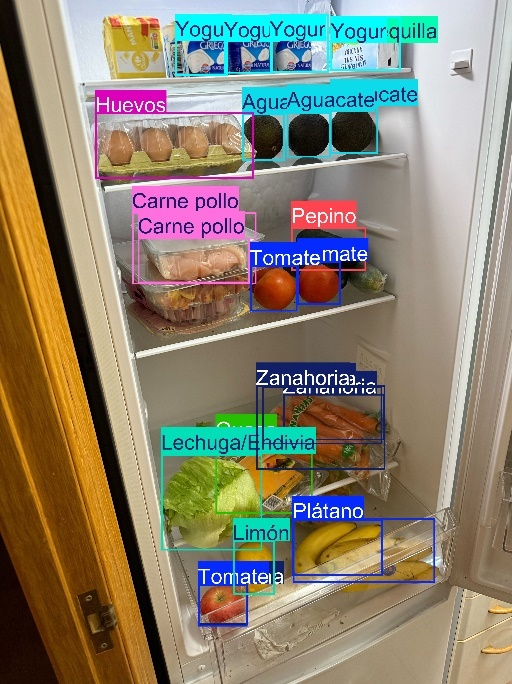 Yogu Yogu Yogur Yogur quilla
GRIEGO GRIEGO
Huevos Agua Aguacate cate
Carne pollo
Carne pollo
Pepino
Tomate mate
Zanahoria
Zanahoria
Lechuga/Endivia
Plátano
Limón
Tomate a